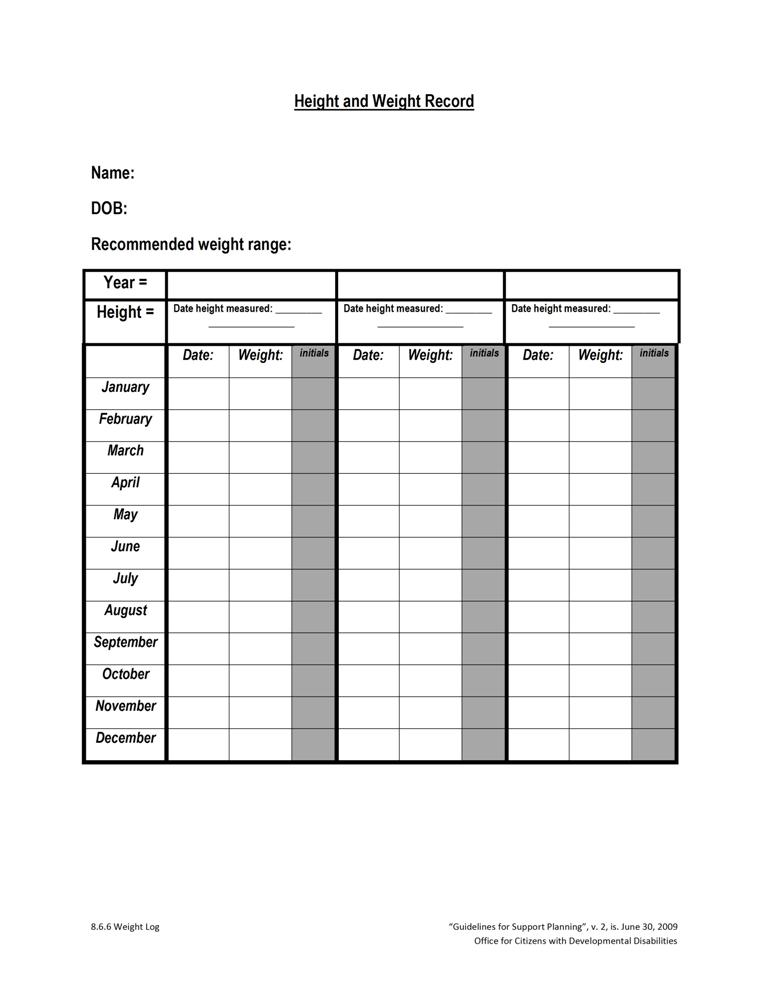 Height and Weight Record
Name:
DOB:
Recommended weight range:
Year =
Height = Date height measured: _________ Date height measured: _________ Date height measured: _________
________________ ________________ ________________
Date: Weight: initials Date: Weight: initials Date: Weight: initials
January
February
March
April
May
June
July
August
September
October
November
December
8.6.6 Weight Log “Guidelines for Support Planning”, v. 2, is. June 30, 2009
Office for Citizens with Developmental Disabilities